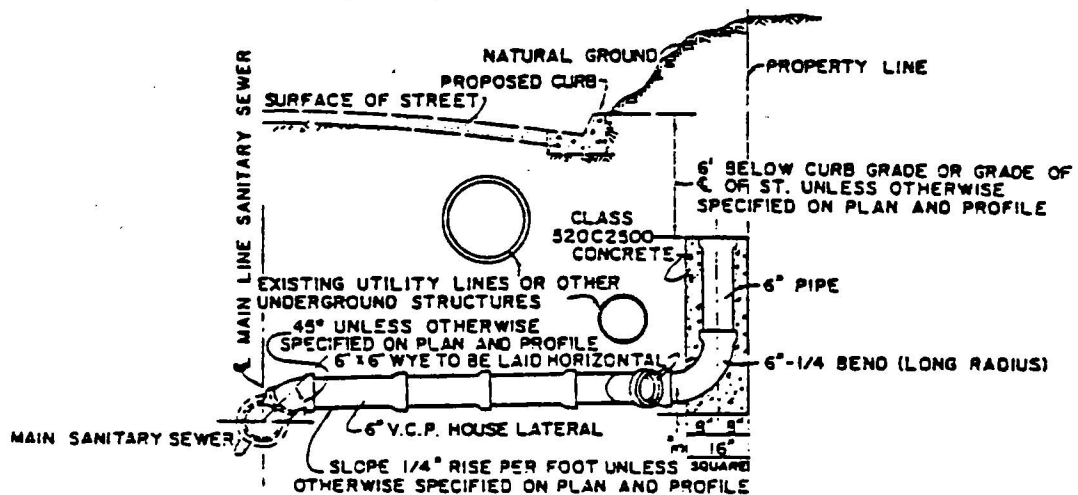 NATURAL GROUND
PROPOSED CURB
PROPERTY LINE
SURFACE OF STREET
℄ MAIN LINE SANITARY SEWER
6' BELOW CURB GRADE OR GRADE OF
℄ OF ST. UNLESS OTHERWISE
SPECIFIED ON PLAN AND PROFILE
CLASS
520C2500
CONCRETE
EXISTING UTILITY LINES OR OTHER
UNDERGROUND STRUCTURES
6" PIPE
45° UNLESS OTHERWISE
SPECIFIED ON PLAN AND PROFILE
6" X 6" WYE TO BE LAID HORIZONTAL
6"-1/4 BEND (LONG RADIUS)
MAIN SANITARY SEWER
6" V.C.P. HOUSE LATERAL
16"
SQUARE
SLOPE 1/4" RISE PER FOOT UNLESS
OTHERWISE SPECIFIED ON PLAN AND PROFILE